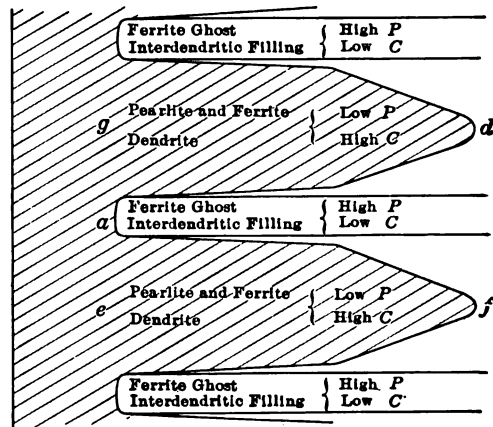 Ferrite Ghost { High P
Interdendritic Filling Low C
g Pearlite and Ferrite { Low P d
Dendrite High C
Ferrite Ghost { High P
a Interdendritic Filling Low C
Pearlite and Ferrite { Low P
e Dendrite High C f
Ferrite Ghost { High P
Interdendritic Filling Low C